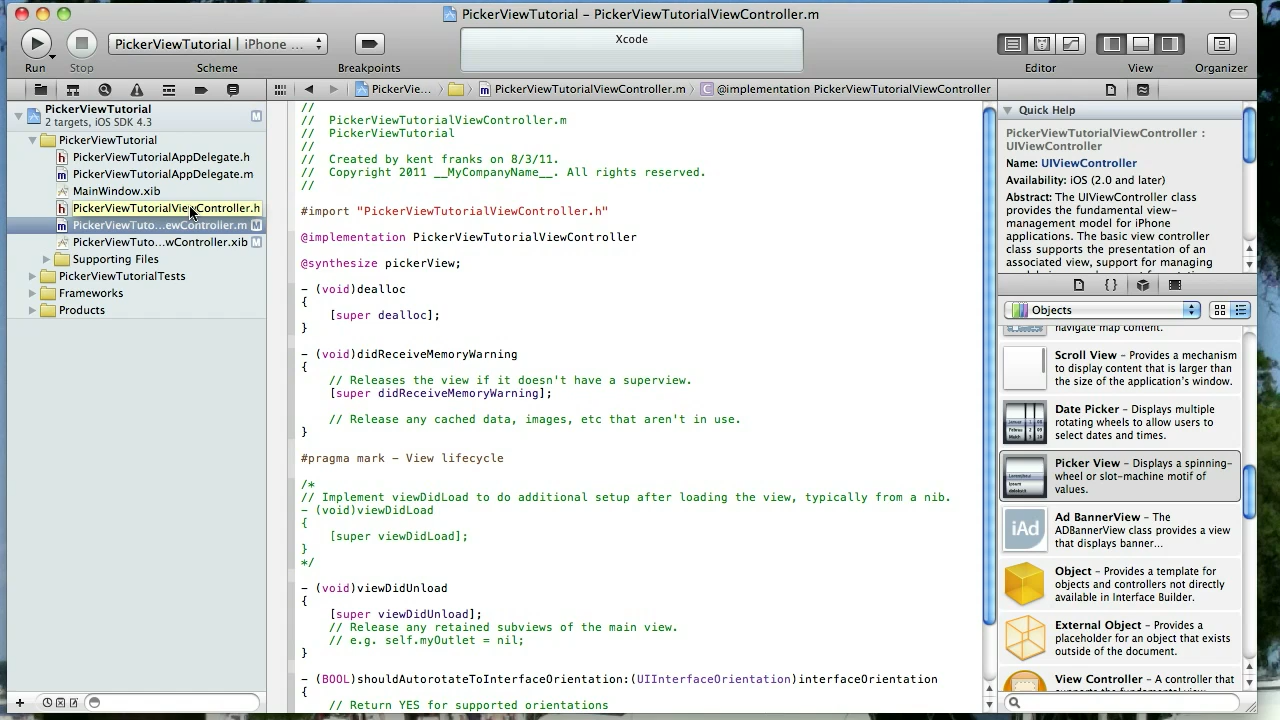 PickerViewTutorial – PickerViewTutorialViewController.m
Run
Stop
PickerViewTutorial | iPhone ...
Scheme
Breakpoints
Xcode
Editor
View
Organizer
PickerVie...
PickerViewTutorialViewController.m
C @implementation PickerViewTutorialViewController
PickerViewTutorial
2 targets, iOS SDK 4.3
M
PickerViewTutorial
h PickerViewTutorialAppDelegate.h
m PickerViewTutorialAppDelegate.m
MainWindow.xib
h PickerViewTutorialViewController.h
m PickerViewTuto...ewController.m M
PickerViewTuto...wController.xib M
Supporting Files
PickerViewTutorialTests
Frameworks
Products
//
// PickerViewTutorialViewController.m
// PickerViewTutorial
//
// Created by kent franks on 8/3/11.
// Copyright 2011 __MyCompanyName__. All rights reserved.
//
#import "PickerViewTutorialViewController.h"
@implementation PickerViewTutorialViewController
@synthesize pickerView;
- (void)dealloc
{
[super dealloc];
}
- (void)didReceiveMemoryWarning
{
// Releases the view if it doesn't have a superview.
[super didReceiveMemoryWarning];
// Release any cached data, images, etc that aren't in use.
}
#pragma mark - View lifecycle
/*
// Implement viewDidLoad to do additional setup after loading the view, typically from a nib.
- (void)viewDidLoad
{
[super viewDidLoad];
}
*/
- (void)viewDidUnload
{
[super viewDidUnload];
// Release any retained subviews of the main view.
// e.g. self.myOutlet = nil;
}
- (BOOL)shouldAutorotateToInterfaceOrientation:(UIInterfaceOrientation)interfaceOrientation
{
// Return YES for supported orientations
Quick Help
PickerViewTutorialViewController :
UIViewController
Name: UIViewController
Availability: iOS (2.0 and later)
Abstract: The UIViewController class
provides the fundamental view-
management model for iPhone
applications. The basic view controller
class supports the presentation of an
associated view, support for managing
{ }
Objects
navigate map content.
Scroll View – Provides a mechanism
to display content that is larger than
the size of the application's window.
Date Picker – Displays multiple
rotating wheels to allow users to
select dates and times.
Picker View – Displays a spinning-
wheel or slot-machine motif of
values.
iAd
Ad BannerView – The
ADBannerView class provides a view
that displays banner...
Object – Provides a template for
objects and controllers not directly
available in Interface Builder.
External Object – Provides a
placeholder for an object that exists
outside of the document.
View Controller – A controller that